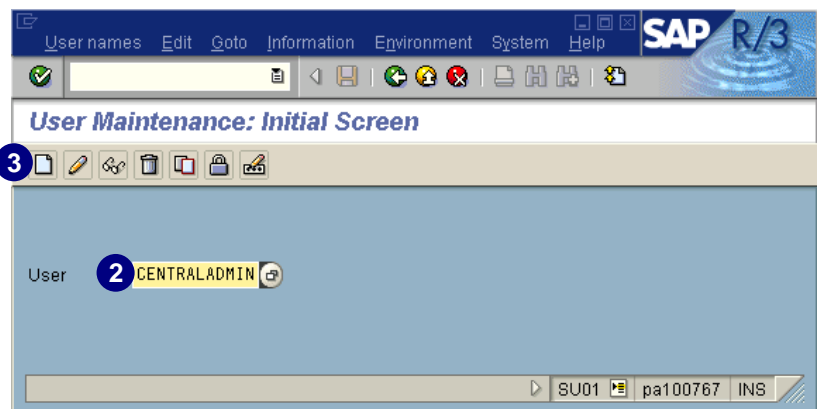 User names Edit Goto Information Environment System Help SAP R/3
User Maintenance: Initial Screen
3
User 2 CENTRALADMIN
SU01 pa100767 INS